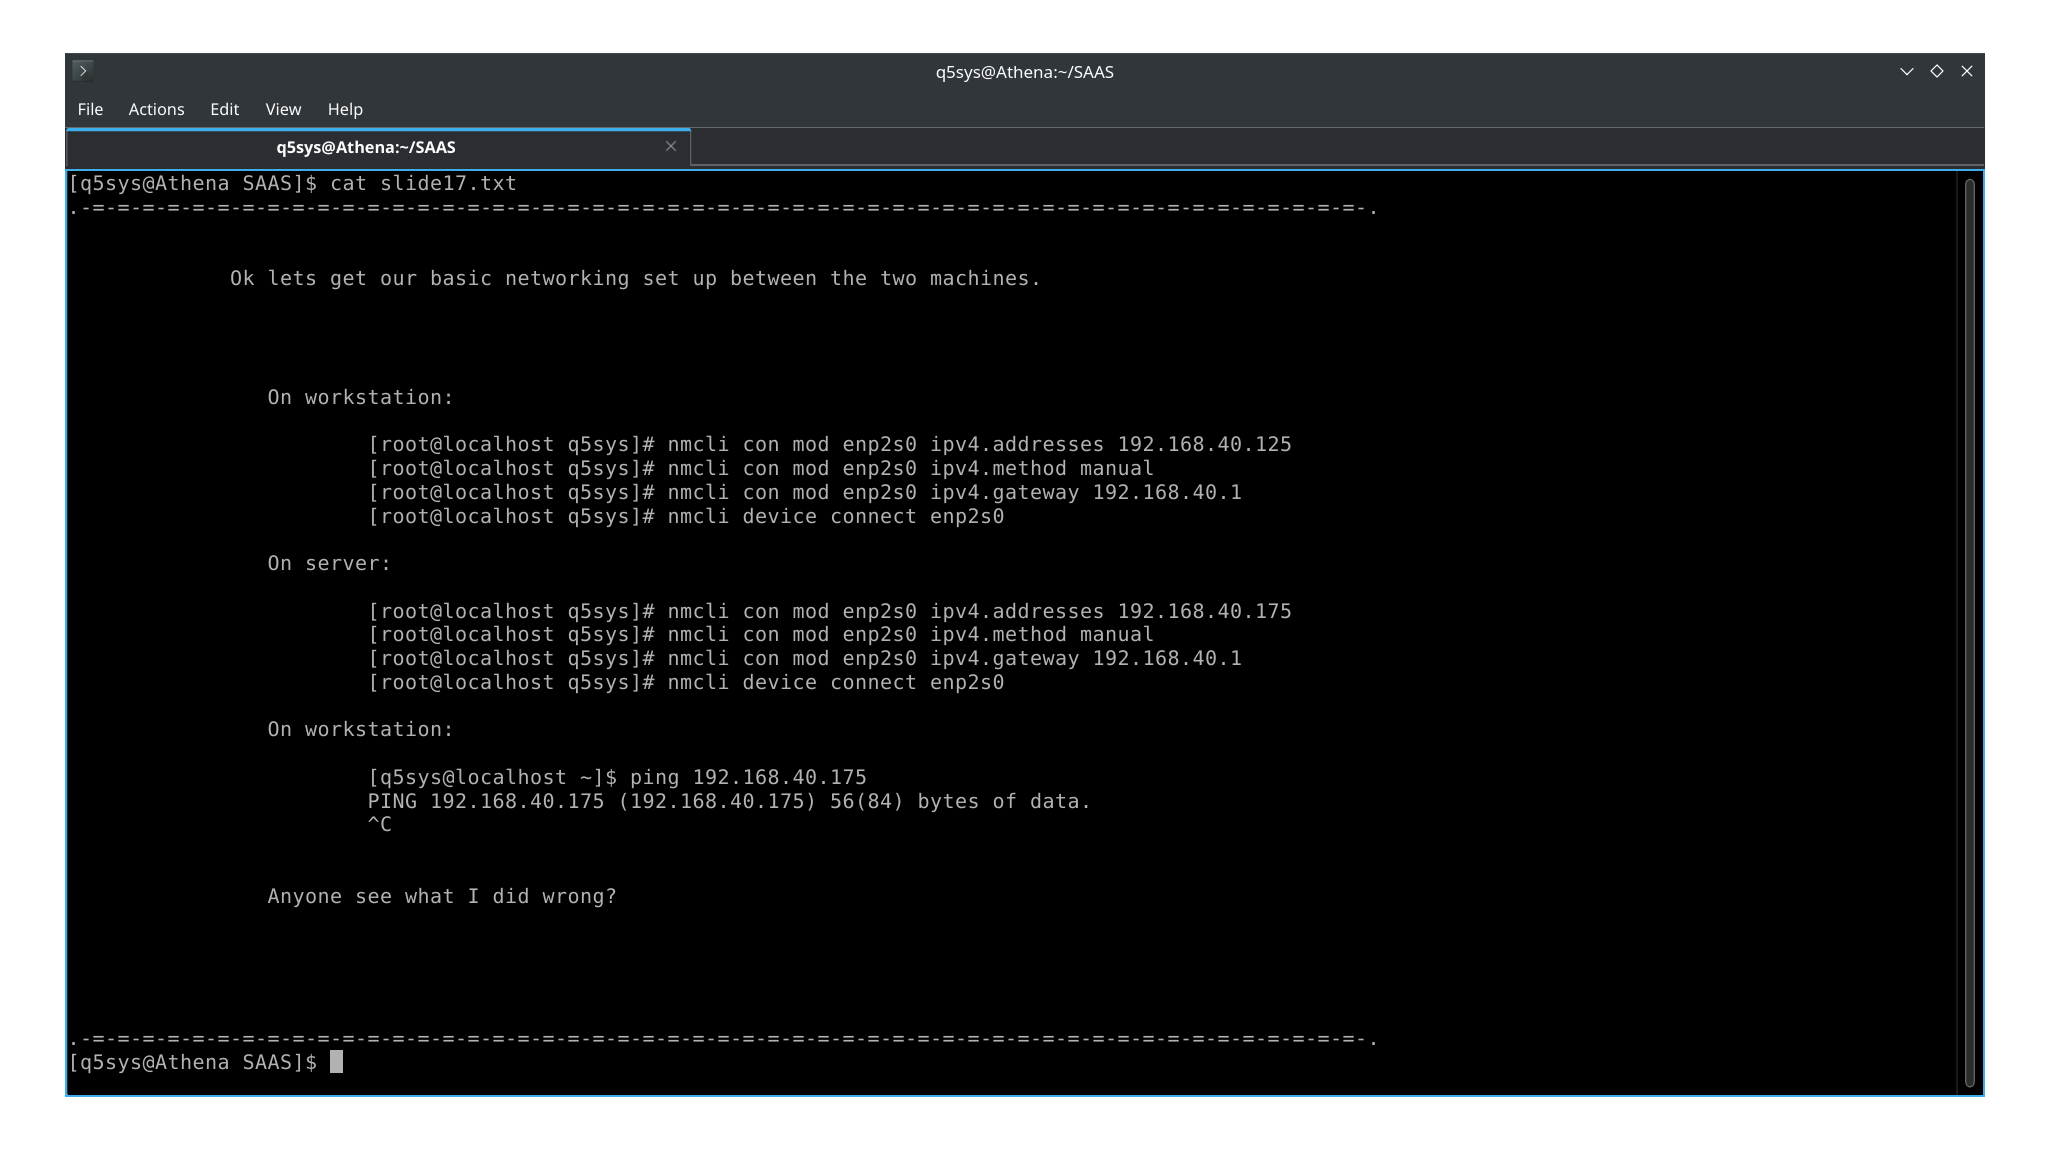 q5sys@Athena:~/SAAS
File Actions Edit View Help
q5sys@Athena:~/SAAS
[q5sys@Athena SAAS]$ cat slide17.txt
.-=-=-=-=-=-=-=-=-=-=-=-=-=-=-=-=-=-=-=-=-=-=-=-=-=-=-=-=-=-=-=-=-=-=-=-=-=-=-=-=-=-=-=-=-=-=-=-=-=-=-=-.
Ok lets get our basic networking set up between the two machines.
On workstation:
[root@localhost q5sys]# nmcli con mod enp2s0 ipv4.addresses 192.168.40.125
[root@localhost q5sys]# nmcli con mod enp2s0 ipv4.method manual
[root@localhost q5sys]# nmcli con mod enp2s0 ipv4.gateway 192.168.40.1
[root@localhost q5sys]# nmcli device connect enp2s0
On server:
[root@localhost q5sys]# nmcli con mod enp2s0 ipv4.addresses 192.168.40.175
[root@localhost q5sys]# nmcli con mod enp2s0 ipv4.method manual
[root@localhost q5sys]# nmcli con mod enp2s0 ipv4.gateway 192.168.40.1
[root@localhost q5sys]# nmcli device connect enp2s0
On workstation:
[q5sys@localhost ~]$ ping 192.168.40.175
PING 192.168.40.175 (192.168.40.175) 56(84) bytes of data.
^C
Anyone see what I did wrong?
.-=-=-=-=-=-=-=-=-=-=-=-=-=-=-=-=-=-=-=-=-=-=-=-=-=-=-=-=-=-=-=-=-=-=-=-=-=-=-=-=-=-=-=-=-=-=-=-=-=-=-=-.
[q5sys@Athena SAAS]$